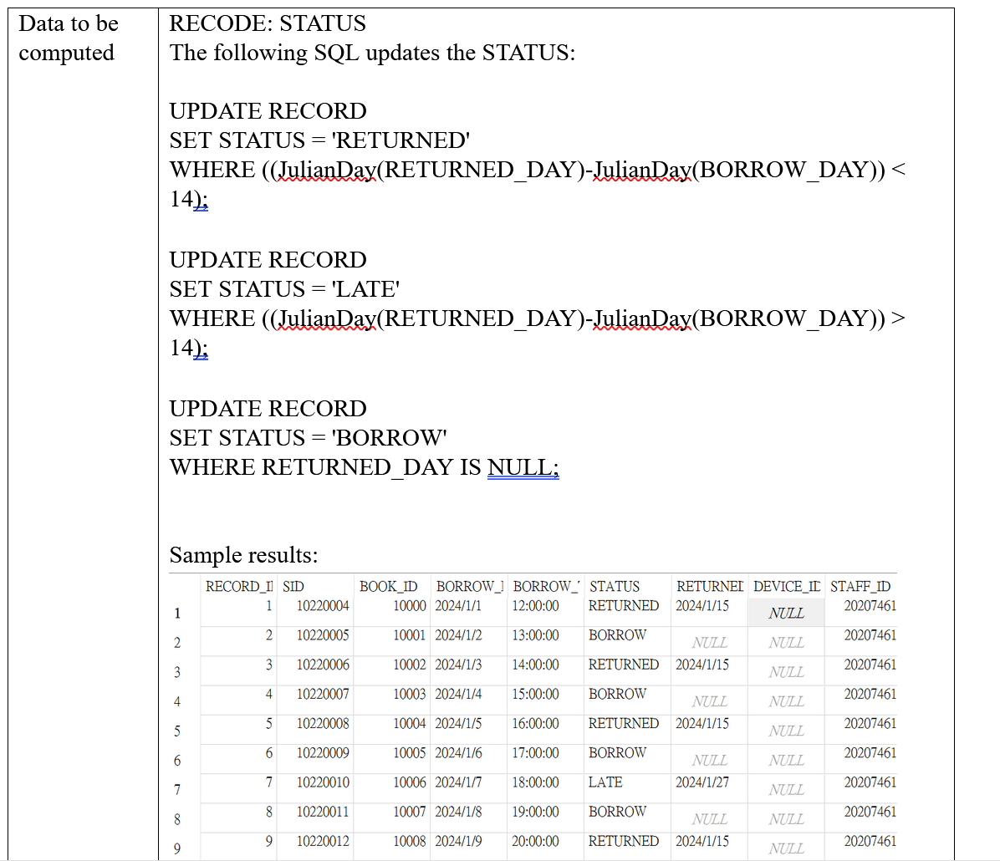 Data to be
computed
RECODE: STATUS
The following SQL updates the STATUS:
UPDATE RECORD
SET STATUS = 'RETURNED'
WHERE ((JulianDay(RETURNED_DAY)-JulianDay(BORROW_DAY)) <
14);
UPDATE RECORD
SET STATUS = 'LATE'
WHERE ((JulianDay(RETURNED_DAY)-JulianDay(BORROW_DAY)) >
14);
UPDATE RECORD
SET STATUS = 'BORROW'
WHERE RETURNED_DAY IS NULL;
Sample results:
RECORD_II SID BOOK_ID BORROW_I BORROW_' STATUS RETURNEI DEVICE_ID STAFF_ID
1 1 10220004 10000 2024/1/1 12:00:00 RETURNED 2024/1/15 NULL 20207461
2 2 10220005 10001 2024/1/2 13:00:00 BORROW NULL NULL 20207461
3 3 10220006 10002 2024/1/3 14:00:00 RETURNED 2024/1/15 NULL 20207461
4 4 10220007 10003 2024/1/4 15:00:00 BORROW NULL NULL 20207461
5 5 10220008 10004 2024/1/5 16:00:00 RETURNED 2024/1/15 NULL 20207461
6 6 10220009 10005 2024/1/6 17:00:00 BORROW NULL NULL 20207461
7 7 10220010 10006 2024/1/7 18:00:00 LATE 2024/1/27 NULL 20207461
8 8 10220011 10007 2024/1/8 19:00:00 BORROW NULL NULL 20207461
9 9 10220012 10008 2024/1/9 20:00:00 RETURNED 2024/1/15 NULL 20207461